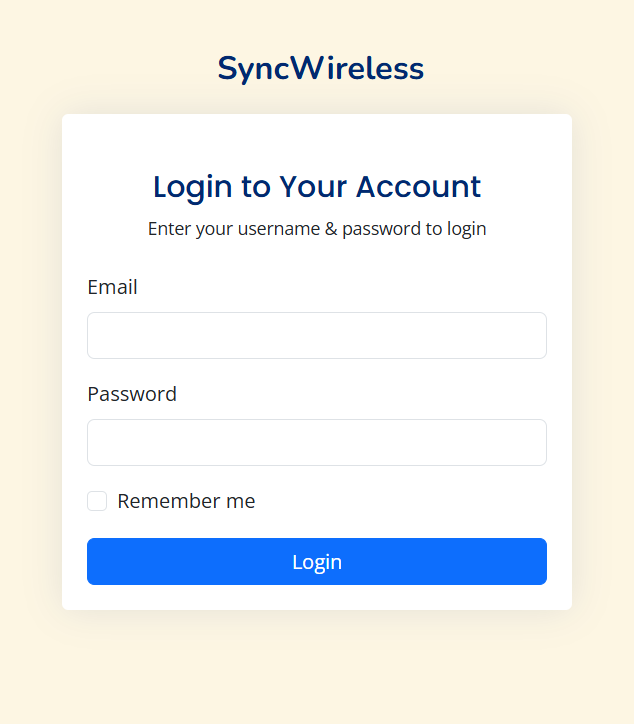 SyncWireless
Login to Your Account
Enter your username & password to login
Email
Password
Remember me
Login